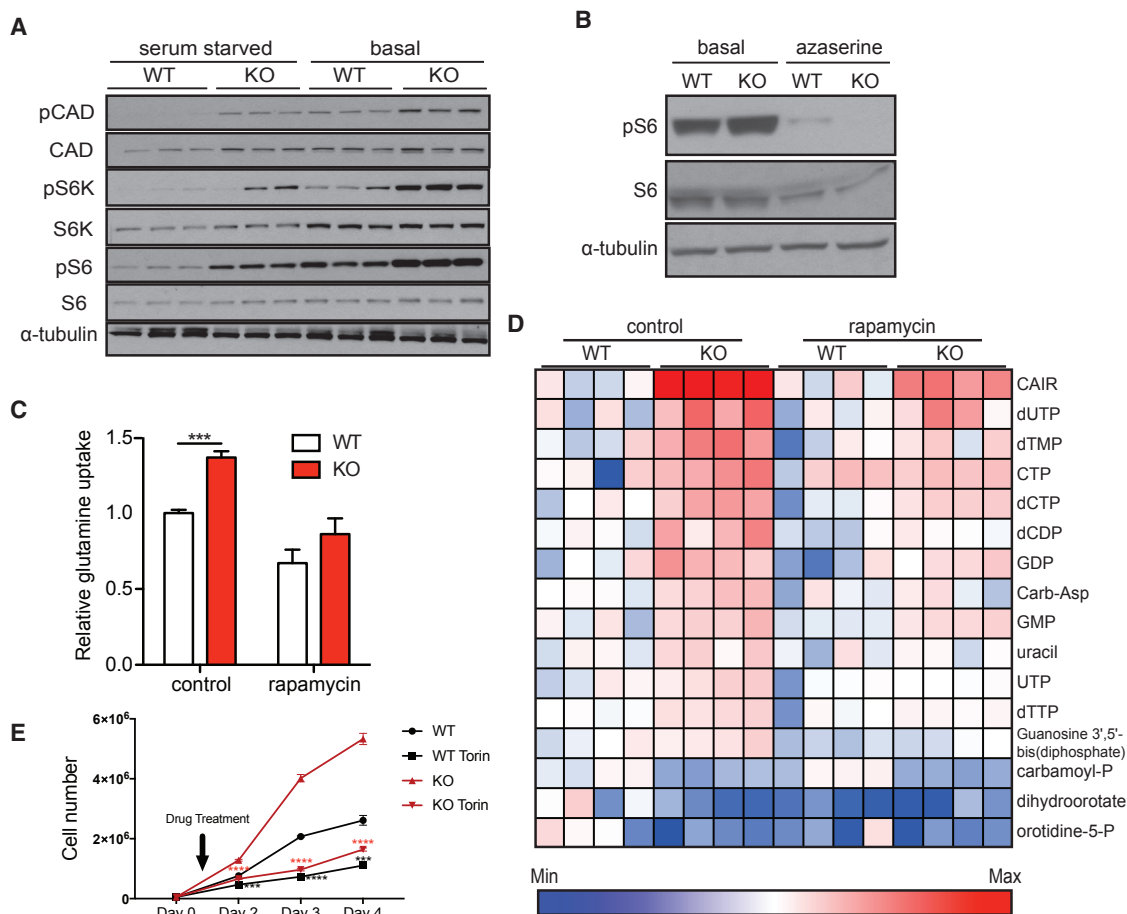 A
serum starved basal
WT KO WT KO
pCAD
CAD
pS6K
S6K
pS6
S6
α-tubulin
B
basal azaserine
WT KO WT KO
pS6
S6
α-tubulin
C
Relative glutamine uptake
1.5
1.0
0.5
0.0
***
WT
KO
control rapamycin
D
control rapamycin
WT KO WT KO
CAIR
dUTP
dTMP
CTP
dCTP
dCDP
GDP
Carb-Asp
GMP
uracil
UTP
dTTP
Guanosine 3',5'-
bis(diphosphate)
carbamoyl-P
dihydroorotate
orotidine-5-P
Min Max
E
Cell number
6×10⁶
4×10⁶
2×10⁶
0
Drug Treatment
**** *** **** **** **** ***
WT
WT Torin
KO
KO Torin
Day 0 Day 2 Day 3 Day 4